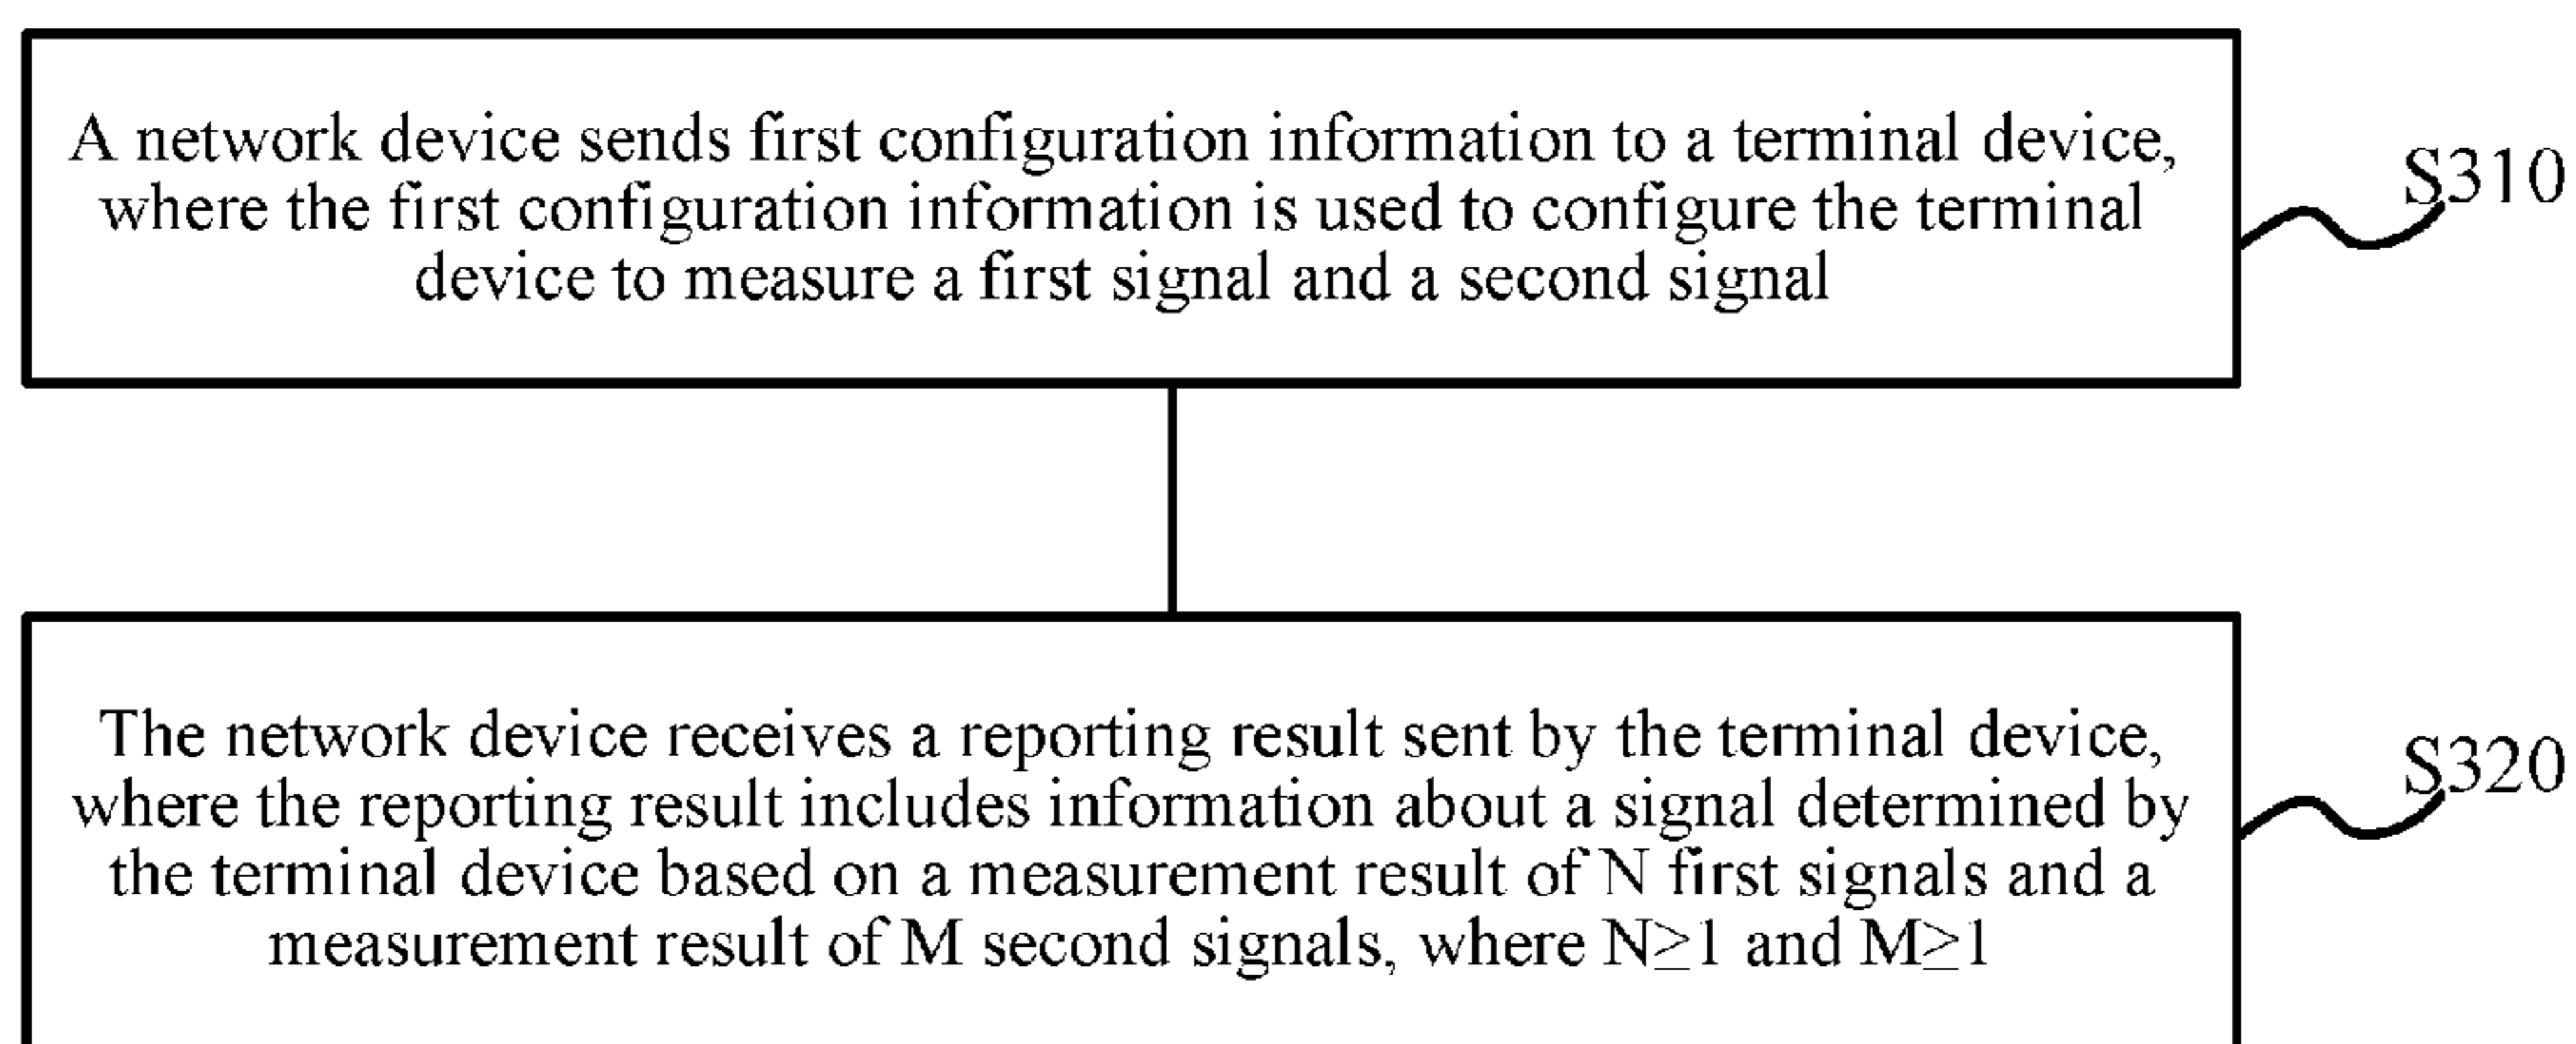 A network device sends first configuration information to a terminal device,
where the first configuration information is used to configure the terminal
device to measure a first signal and a second signal
S310
The network device receives a reporting result sent by the terminal device,
where the reporting result includes information about a signal determined by
the terminal device based on a measurement result of N first signals and a
measurement result of M second signals, where N≥1 and M≥1
S320